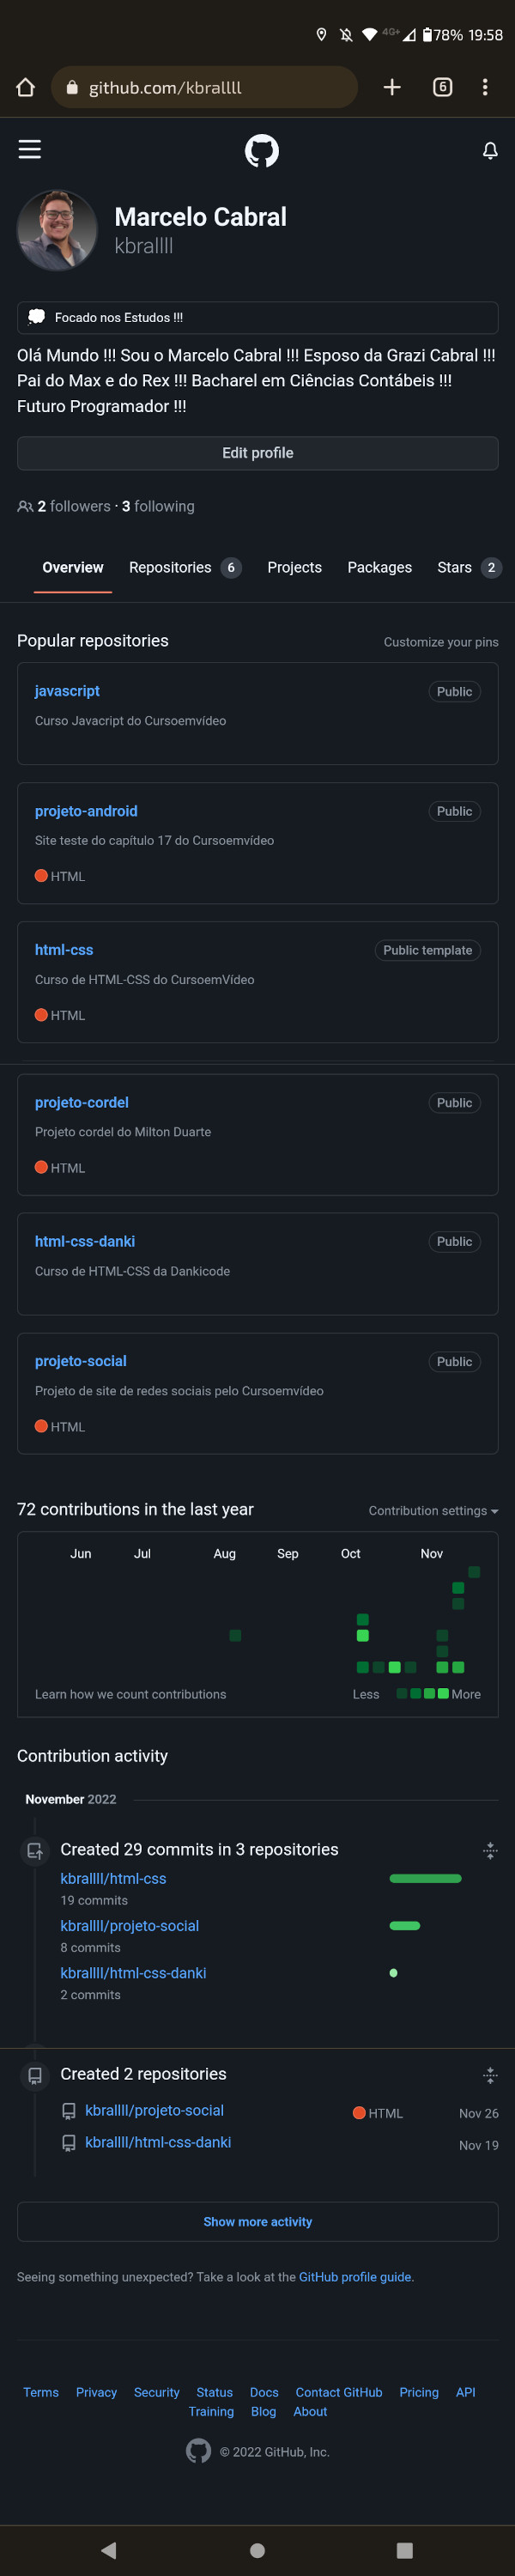 4G+ 78% 19:58
github.com/kbrallll
6
Marcelo Cabral
kbrallll
Focado nos Estudos !!!
Olá Mundo !!! Sou o Marcelo Cabral !!! Esposo da Grazi Cabral !!!
Pai do Max e do Rex !!! Bacharel em Ciências Contábeis !!!
Futuro Programador !!!
Edit profile
2 followers · 3 following
Overview Repositories 6 Projects Packages Stars 2
Popular repositories Customize your pins
javascript Public
Curso Javacript do Cursoemvídeo
projeto-android Public
Site teste do capítulo 17 do Cursoemvídeo
HTML
html-css Public template
Curso de HTML-CSS do CursoemVídeo
HTML
projeto-cordel Public
Projeto cordel do Milton Duarte
HTML
html-css-danki Public
Curso de HTML-CSS da Dankicode
projeto-social Public
Projeto de site de redes sociais pelo Cursoemvídeo
HTML
72 contributions in the last year Contribution settings
Jun Jul Aug Sep Oct Nov
Learn how we count contributions Less More
Contribution activity
November 2022
Created 29 commits in 3 repositories
kbrallll/html-css
19 commits
kbrallll/projeto-social
8 commits
kbrallll/html-css-danki
2 commits
Created 2 repositories
kbrallll/projeto-social HTML Nov 26
kbrallll/html-css-danki Nov 19
Show more activity
Seeing something unexpected? Take a look at the GitHub profile guide.
Terms Privacy Security Status Docs Contact GitHub Pricing API
Training Blog About
© 2022 GitHub, Inc.